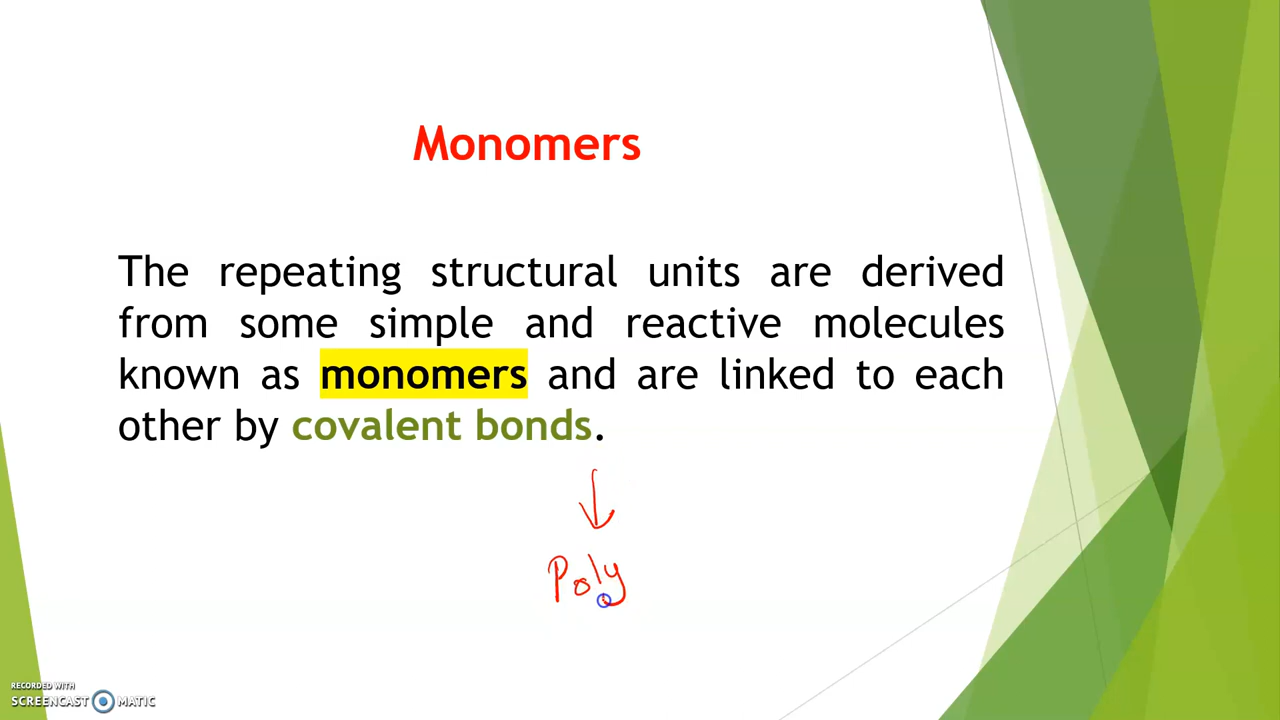 Monomers
The repeating structural units are derived
from some simple and reactive molecules
known as monomers and are linked to each
other by covalent bonds.
Poly
RECORDED WITH
SCREENCAST MATIC